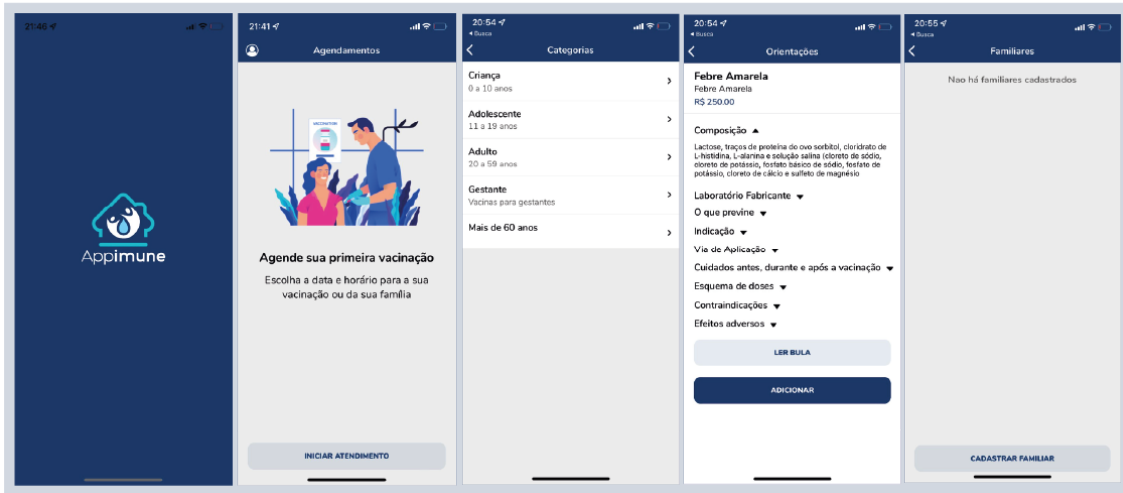 21:46
Appimune
21:41
Agendamentos
Agende sua primeira vacinação
Escolha a data e horário para a sua
vacinação ou da sua família
INICIAR ATENDIMENTO
20:54
Busca
Categorias
Criança
0 a 10 anos
Adolescente
11 a 19 anos
Adulto
20 a 59 anos
Gestante
Vacinas para gestantes
Mais de 60 anos
20:54
Busca
Orientações
Febre Amarela
Febre Amarela
R$ 250.00
Composição
Lactose, traços de proteína do ovo sorbitol, cloridrato de
L-histidina, L-alanina e solução salina (cloreto de sódio,
cloreto de potássio, fosfato básico de sódio, fosfato de
potássio, cloreto de cálcio e sulfeto de magnésio
Laboratório Fabricante
O que previne
Indicação
Via de Aplicação
Cuidados antes, durante e após a vacinação
Esquema de doses
Contraindicações
Efeitos adversos
LER BULA
ADICIONAR
20:55
Busca
Familiares
Nao há familiares cadastrados
CADASTRAR FAMILIAR